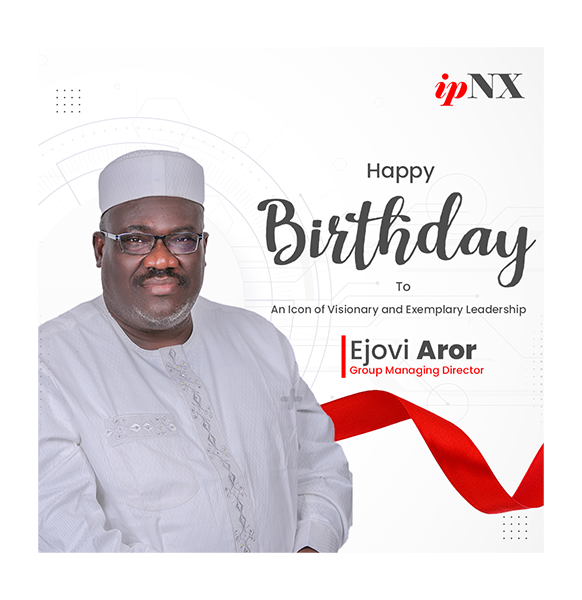 ipNX
Happy
Birthday
To
An Icon of Visionary and Exemplary Leadership
Ejovi Aror
Group Managing Director